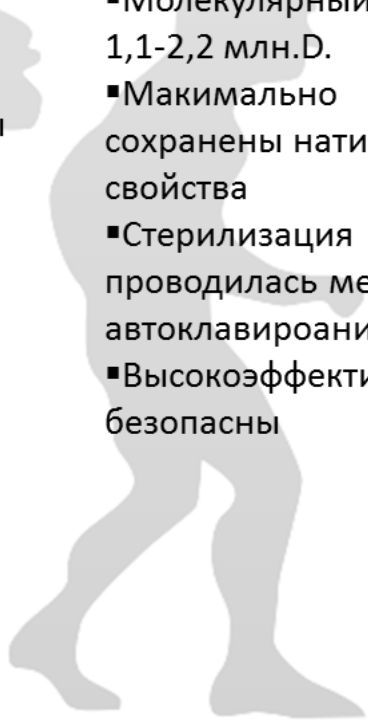 ▪Молекулярный
1,1-2,2 млн.D.
▪Макимально
сохранены нати
свойства
▪Стерилизация
проводилась ме
автоклавироани
▪Высокоэффекти
безопасны